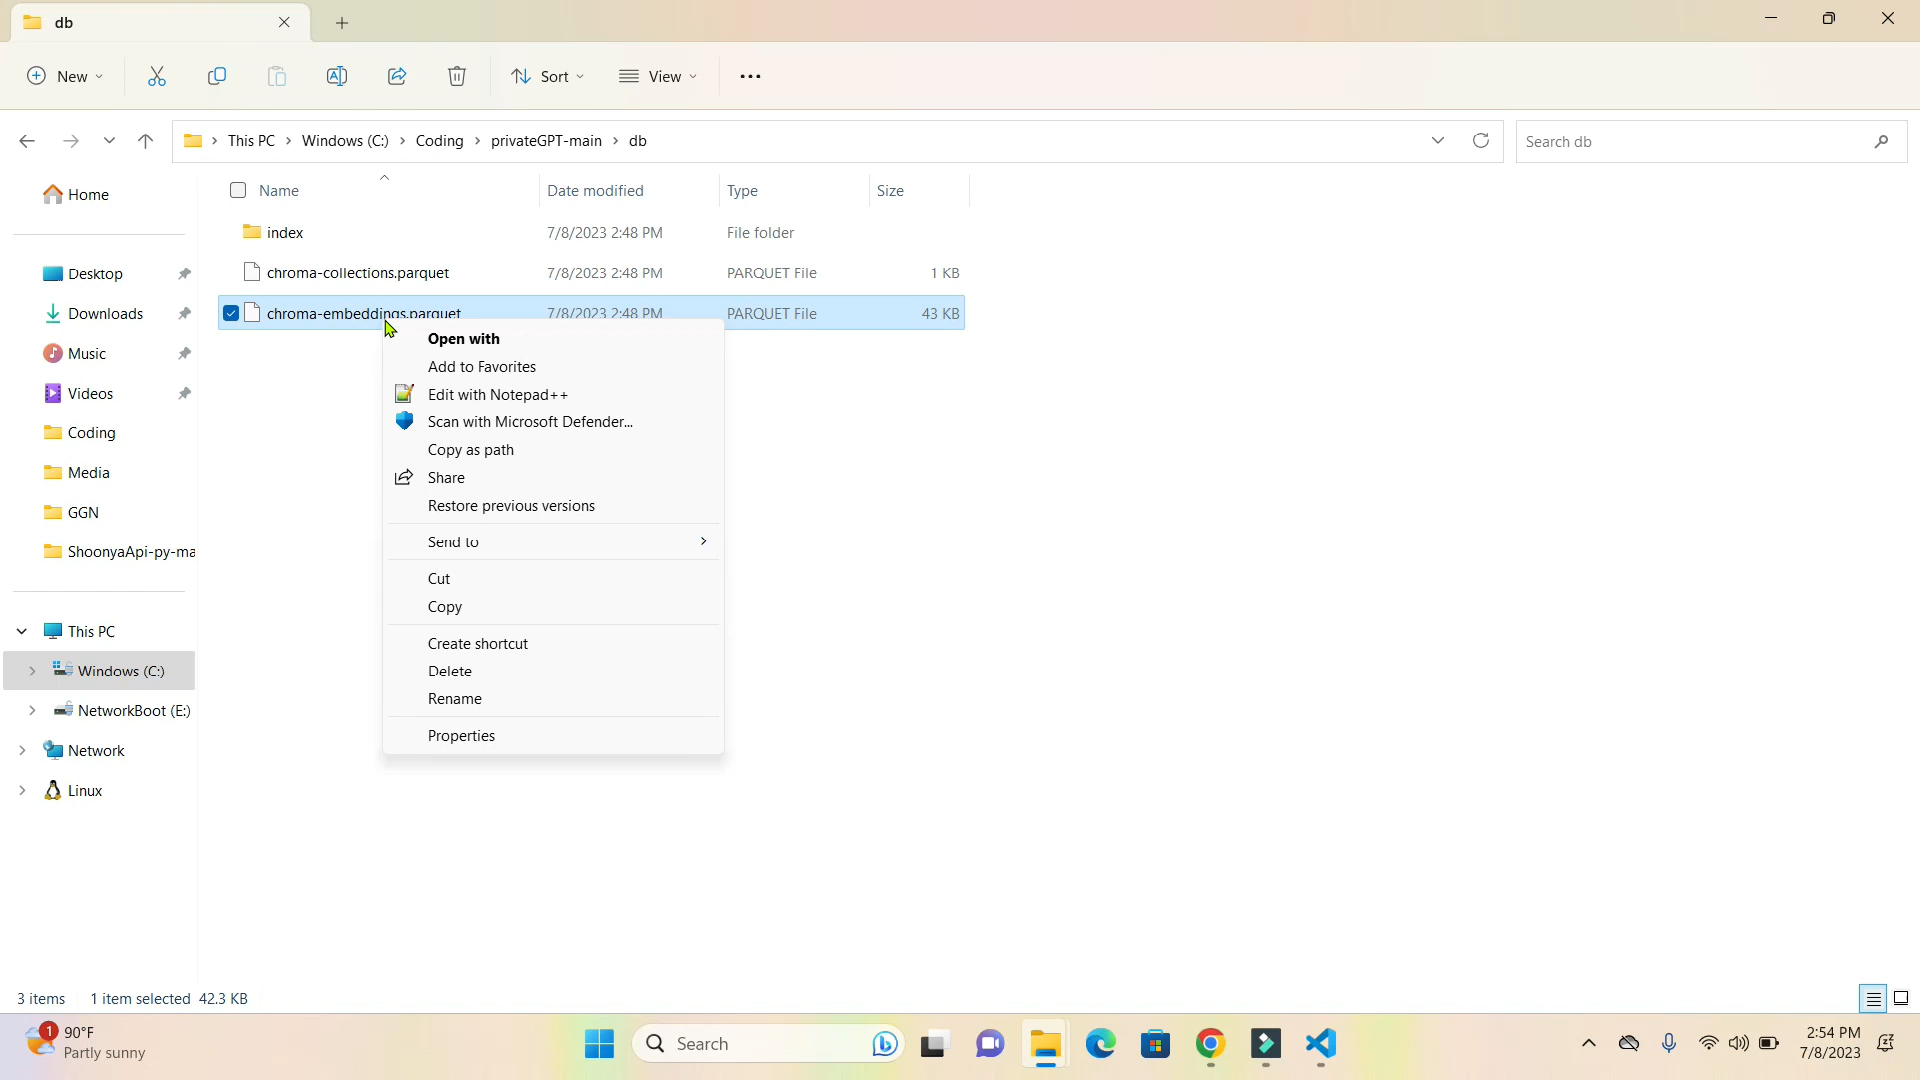 db
New
Sort
View
This PC
Windows (C:)
Coding
privateGPT-main
db
Search db
Home
Desktop
Downloads
Music
Videos
Coding
Media
GGN
ShoonyaApi-py-ma
This PC
Windows (C:)
NetworkBoot (E:)
Network
Linux
Name Date modified Type Size
index 7/8/2023 2:48 PM File folder
chroma-collections.parquet 7/8/2023 2:48 PM PARQUET File 1 KB
chroma-embeddings.parquet 7/8/2023 2:48 PM PARQUET File 43 KB
Open with
Add to Favorites
Edit with Notepad++
Scan with Microsoft Defender...
Copy as path
Share
Restore previous versions
Send to
Cut
Copy
Create shortcut
Delete
Rename
Properties
3 items 1 item selected 42.3 KB
1
90°F
Partly sunny
Search
2:54 PM
7/8/2023